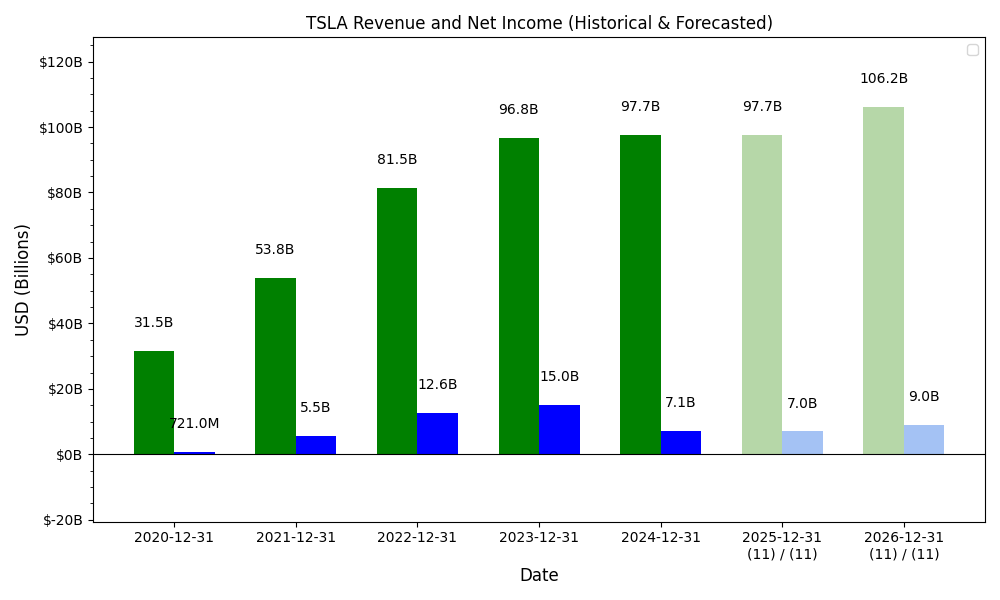 TSLA Revenue and Net Income (Historical & Forecasted)
$120B
$100B
$80B
$60B
$40B
$20B
$0B
$-20B
USD (Billions)
31.5B
721.0M
53.8B
5.5B
81.5B
12.6B
96.8B
15.0B
97.7B
7.1B
97.7B
7.0B
106.2B
9.0B
2020-12-31
2021-12-31
2022-12-31
2023-12-31
2024-12-31
2025-12-31
(11) / (11)
2026-12-31
(11) / (11)
Date